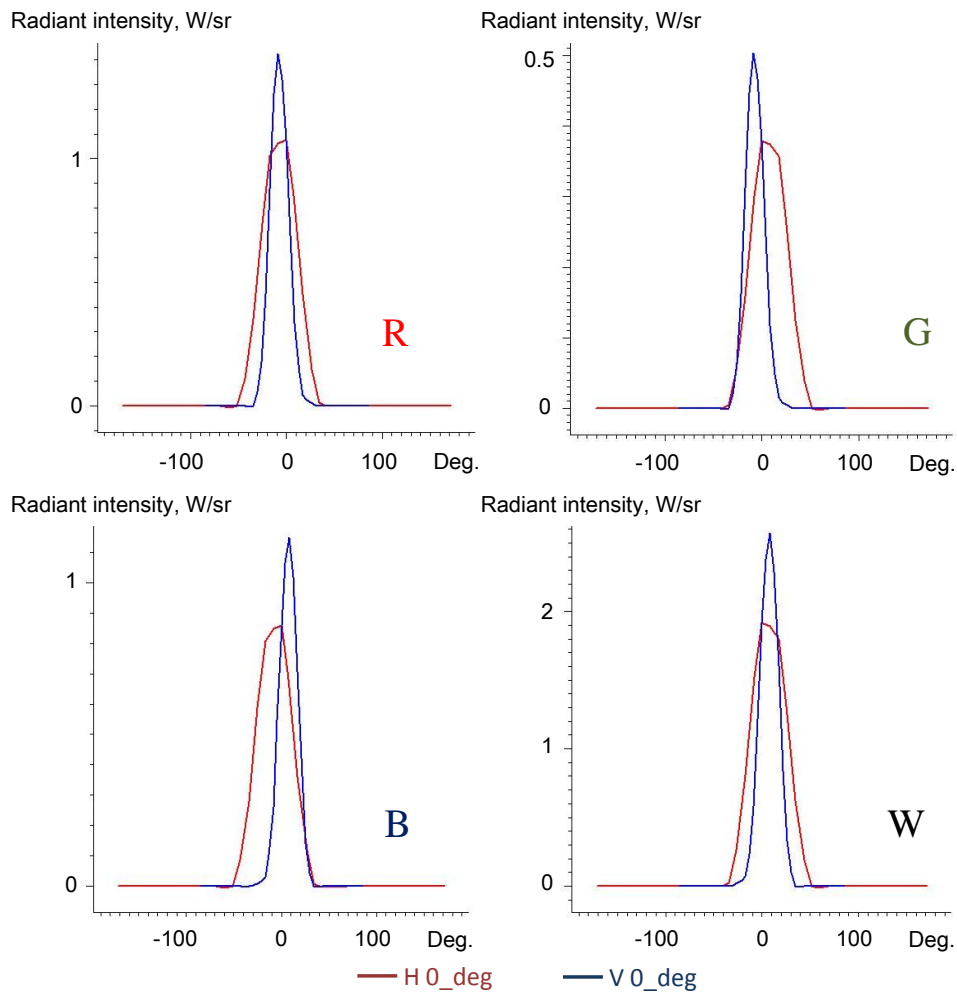 Radiant intensity, W/sr
1
0
-100 0 100 Deg.
R
Radiant intensity, W/sr
0.5
0
-100 0 100 Deg.
G
Radiant intensity, W/sr
1
0
-100 0 100 Deg.
B
Radiant intensity, W/sr
2
1
0
-100 0 100 Deg.
W
H 0_deg V 0_deg